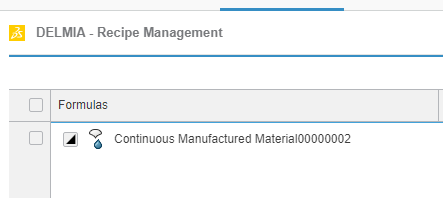 DELMIA - Recipe Management
Formulas
Continuous Manufactured Material00000002